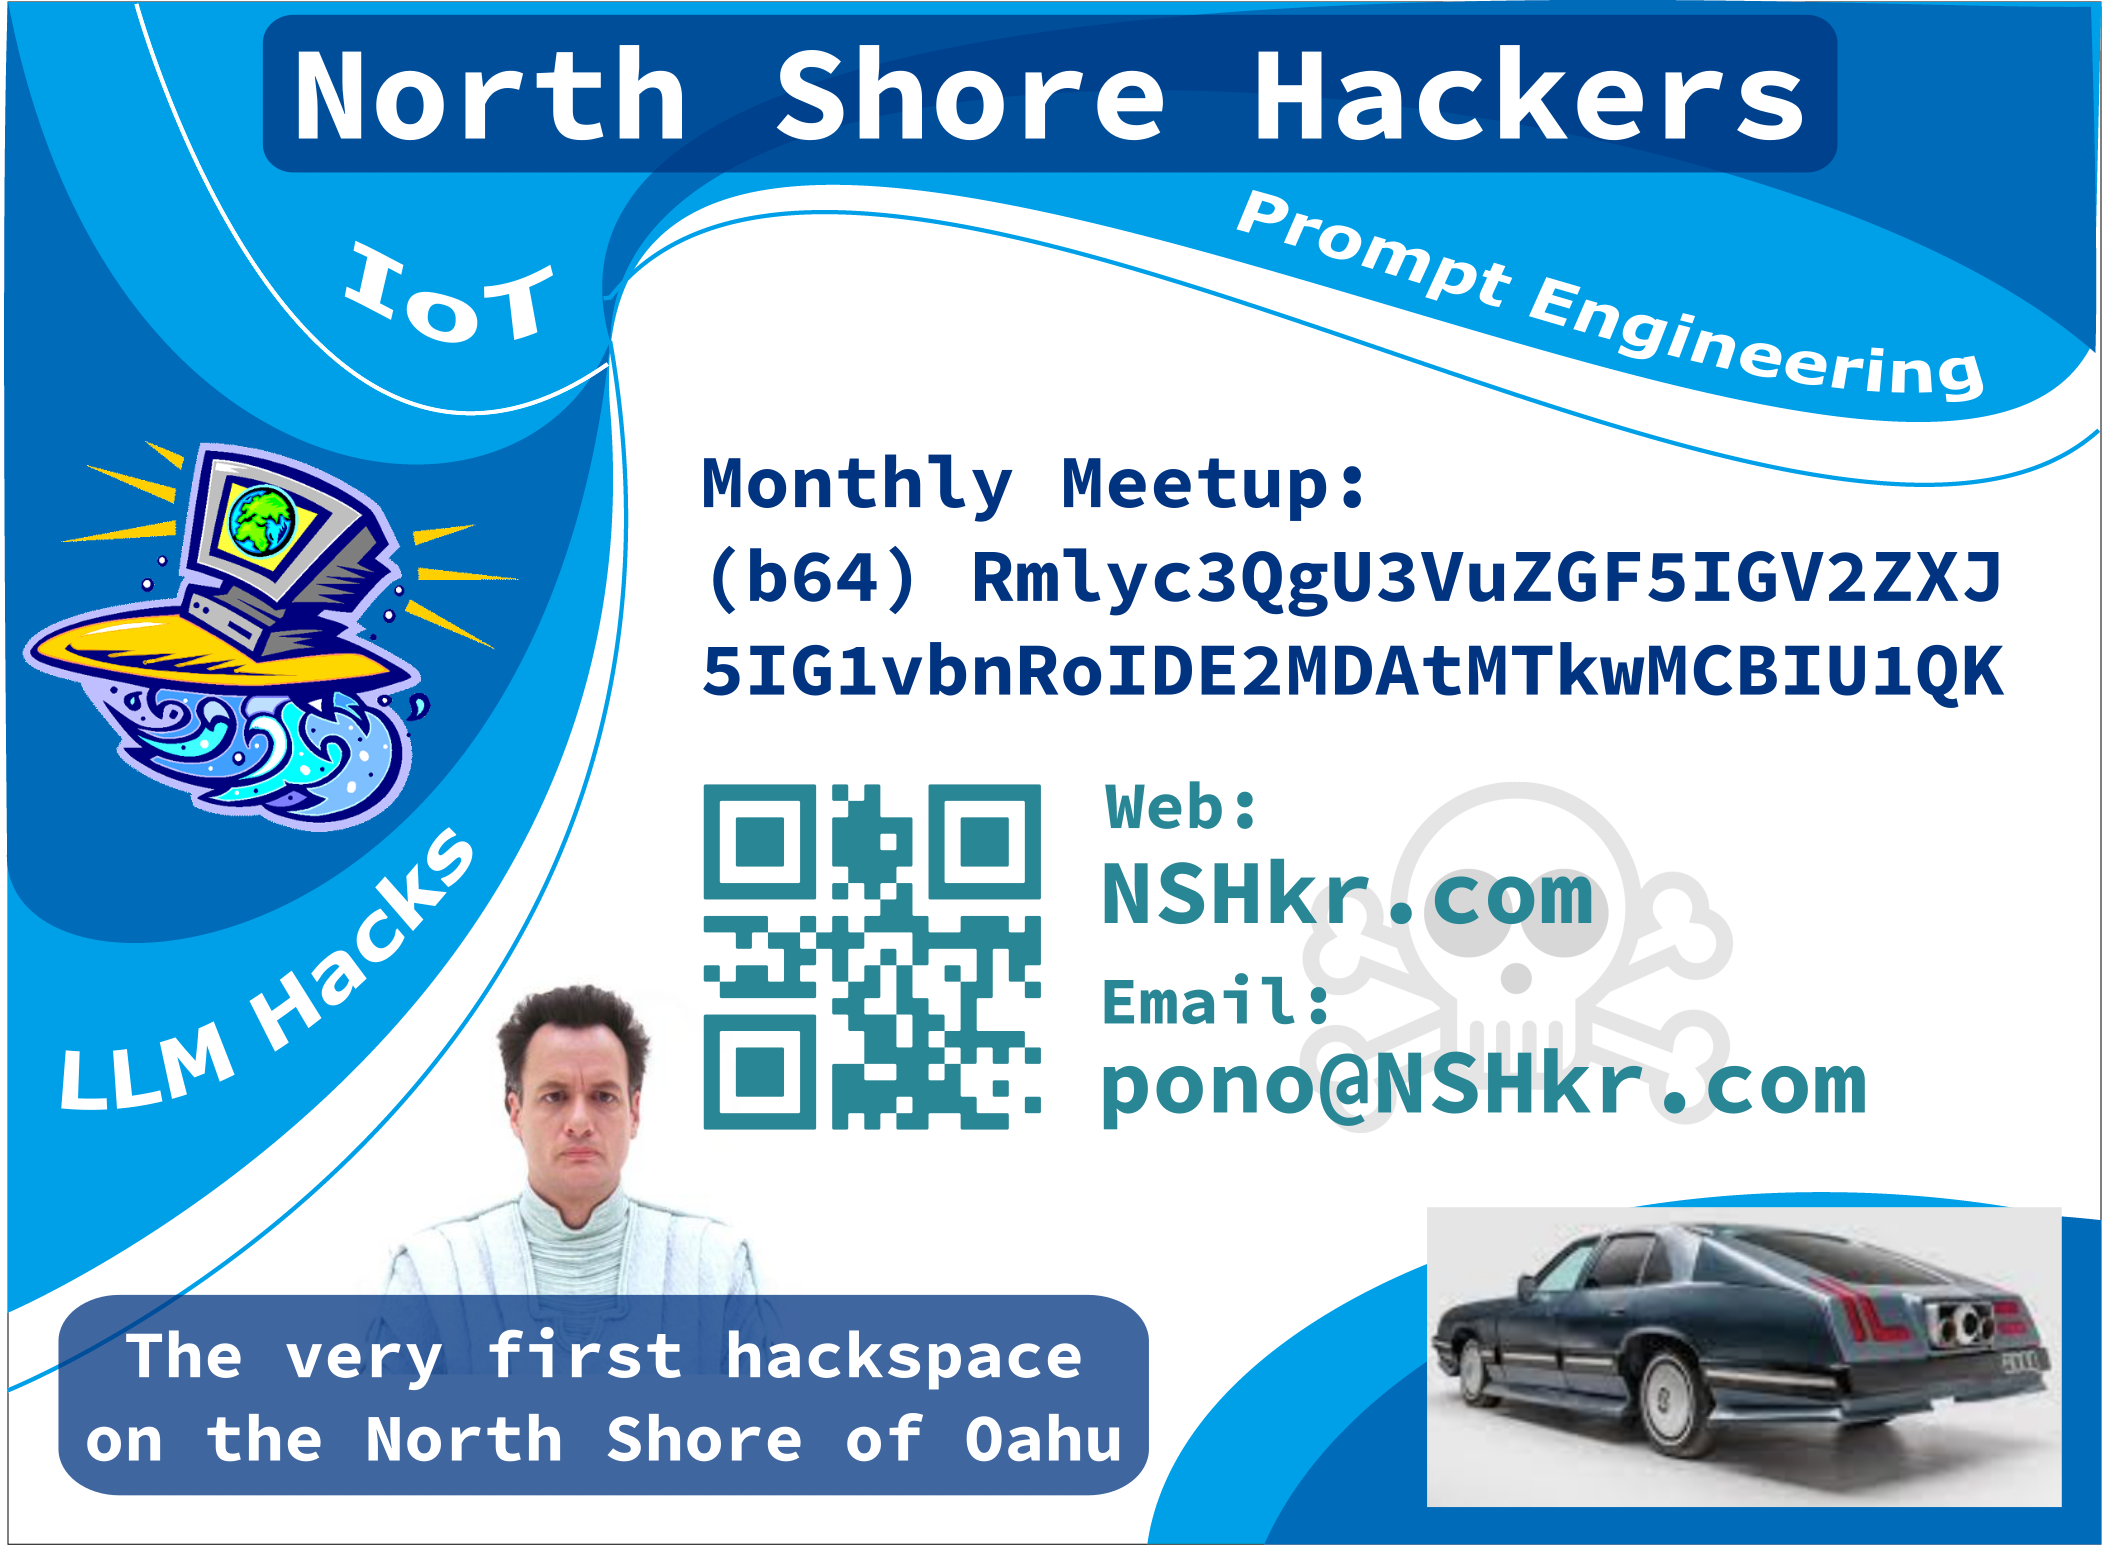 North Shore Hackers
IoT
Prompt Engineering
Monthly Meetup:
(b64) Rmlyc3QgU3VuZGF5IGV2ZXJ
5IG1vbnRoIDE2MDAtMTkwMCBIU1QK
Web:
NSHkr.com
Email:
pono@NSHkr.com
LLM Hacks
The very first hackspace
on the North Shore of Oahu